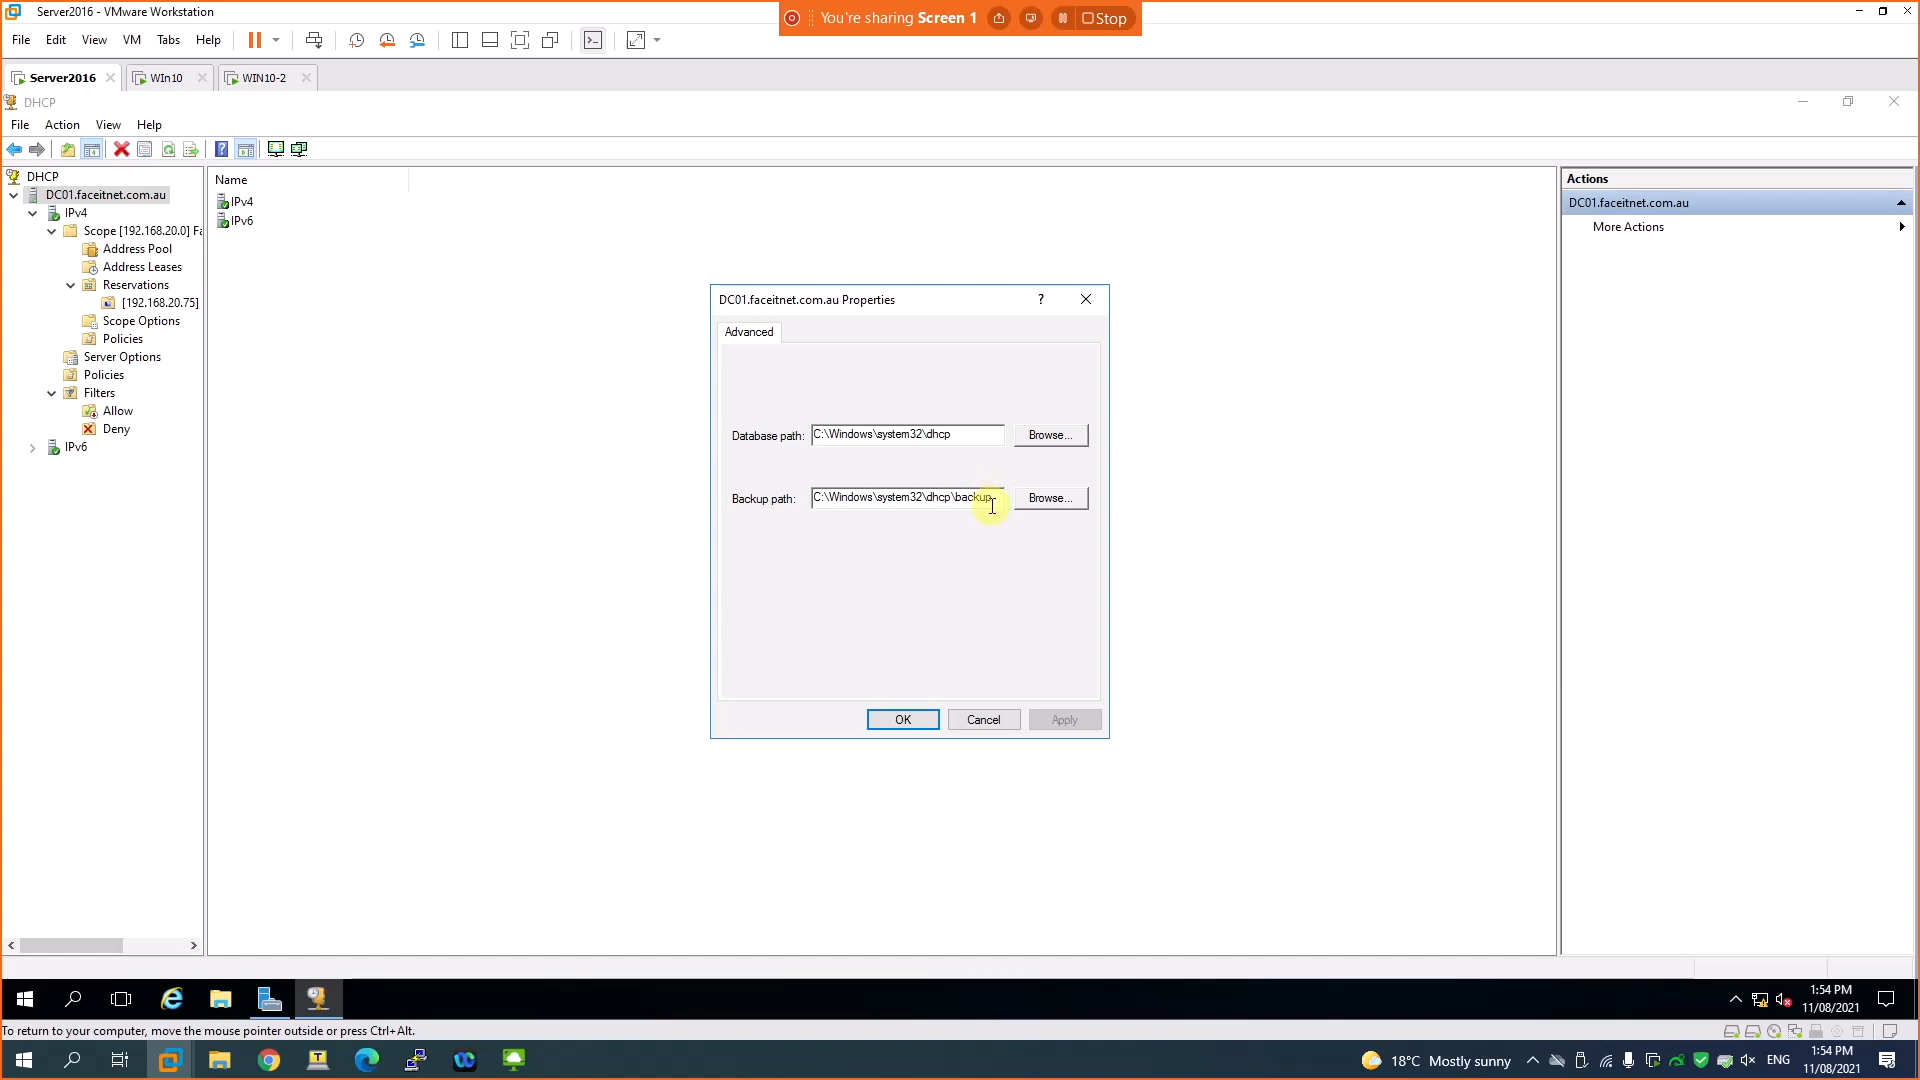 Server2016 - VMware Workstation
You're sharing Screen 1
Stop
File Edit View VM Tabs Help
Server2016
WIn10
WIN10-2
DHCP
File Action View Help
DHCP
DC01.faceitnet.com.au
IPv4
Scope [192.168.20.0] Fa
Address Pool
Address Leases
Reservations
[192.168.20.75]
Scope Options
Policies
Server Options
Policies
Filters
Allow
Deny
IPv6
Name
IPv4
IPv6
Actions
DC01.faceitnet.com.au
More Actions
DC01.faceitnet.com.au Properties
?
Advanced
Database path: C:\Windows\system32\dhcp Browse...
Backup path: C:\Windows\system32\dhcp\backup Browse...
OK Cancel Apply
1:54 PM
11/08/2021
To return to your computer, move the mouse pointer outside or press Ctrl+Alt.
18°C Mostly sunny
ENG
1:54 PM
11/08/2021